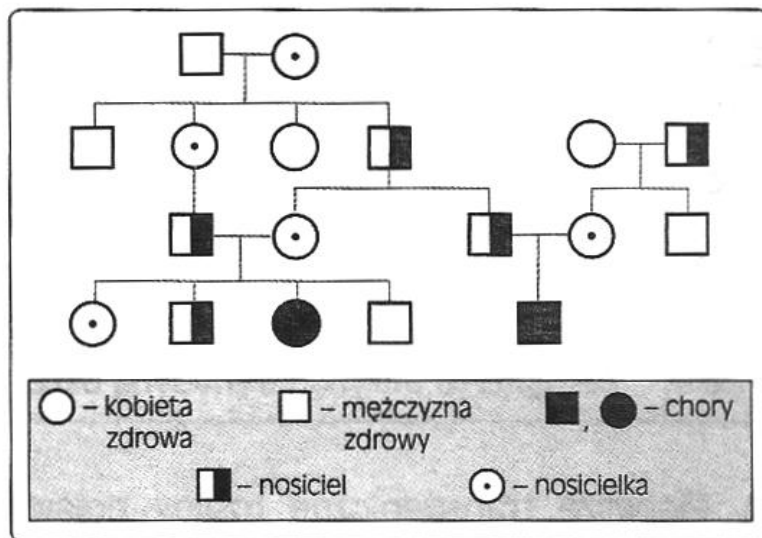 – kobieta
zdrowa
– mężczyzna
zdrowy
, – chory
– nosiciel
– nosicielka